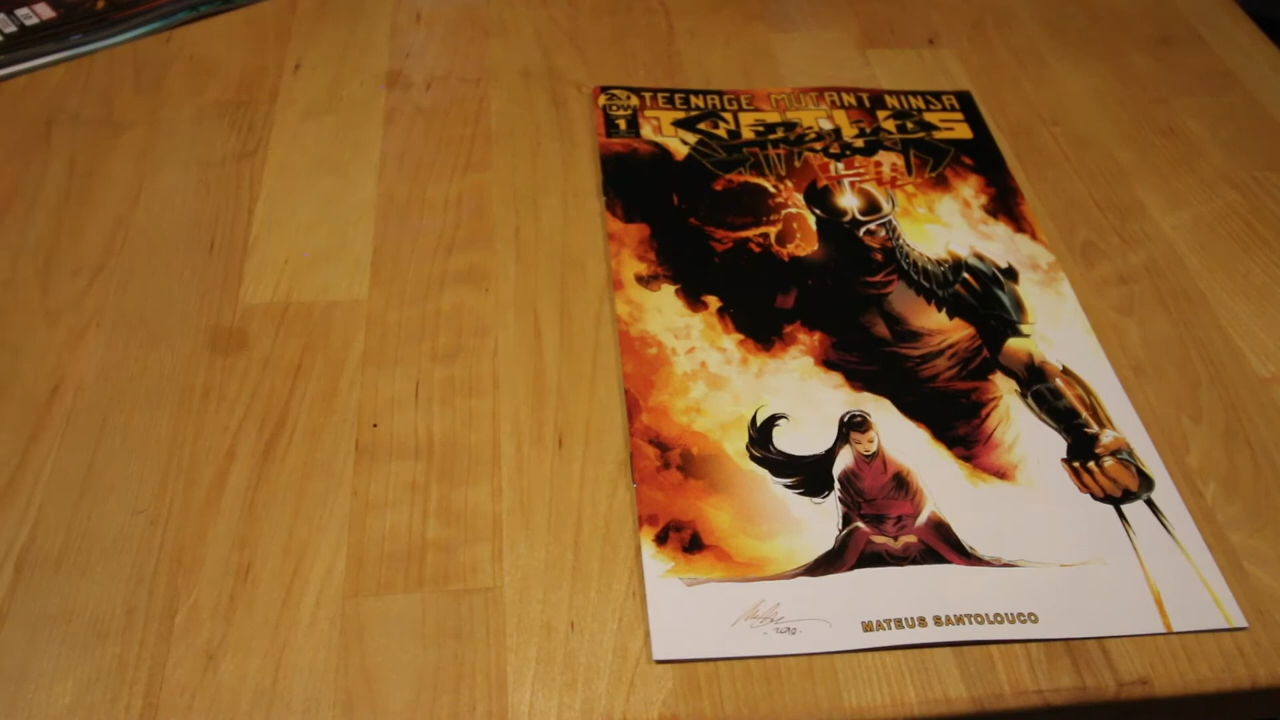 IDW
TEENAGE MUTANT NINJA
1
TURTLES
MATEUS SANTOLOUCO